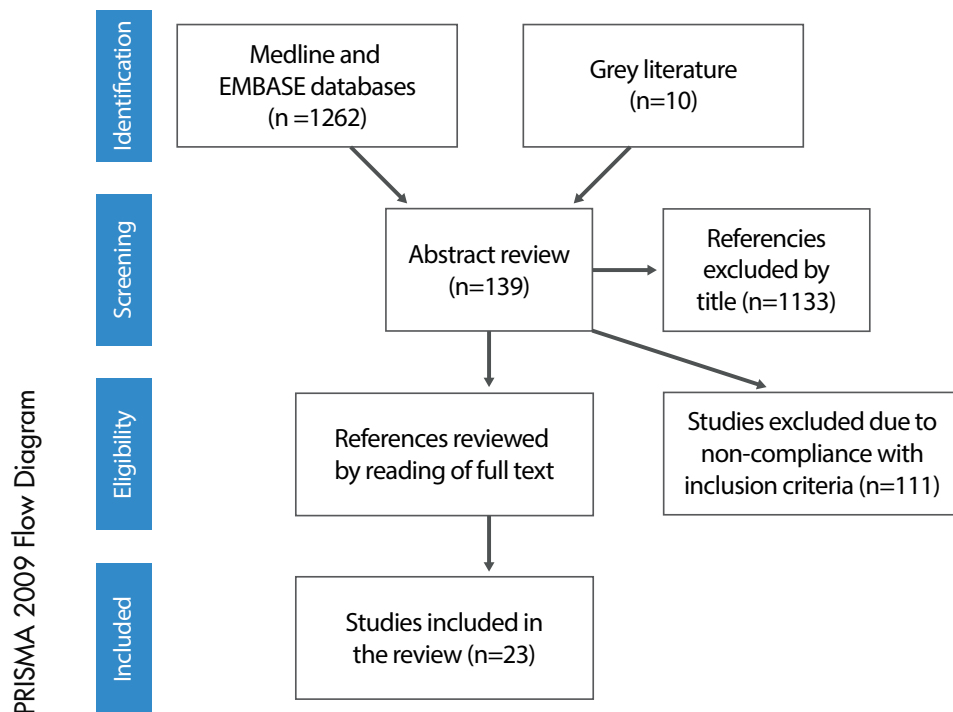 PRISMA 2009 Flow Diagram
Identification
Medline and
EMBASE databases
(n =1262)
Grey literature
(n=10)
Screening
Abstract review
(n=139)
Referencies
excluded by
title (n=1133)
Eligibility
References reviewed
by reading of full text
Studies excluded due to
non-compliance with
inclusion criteria (n=111)
Included
Studies included in
the review (n=23)